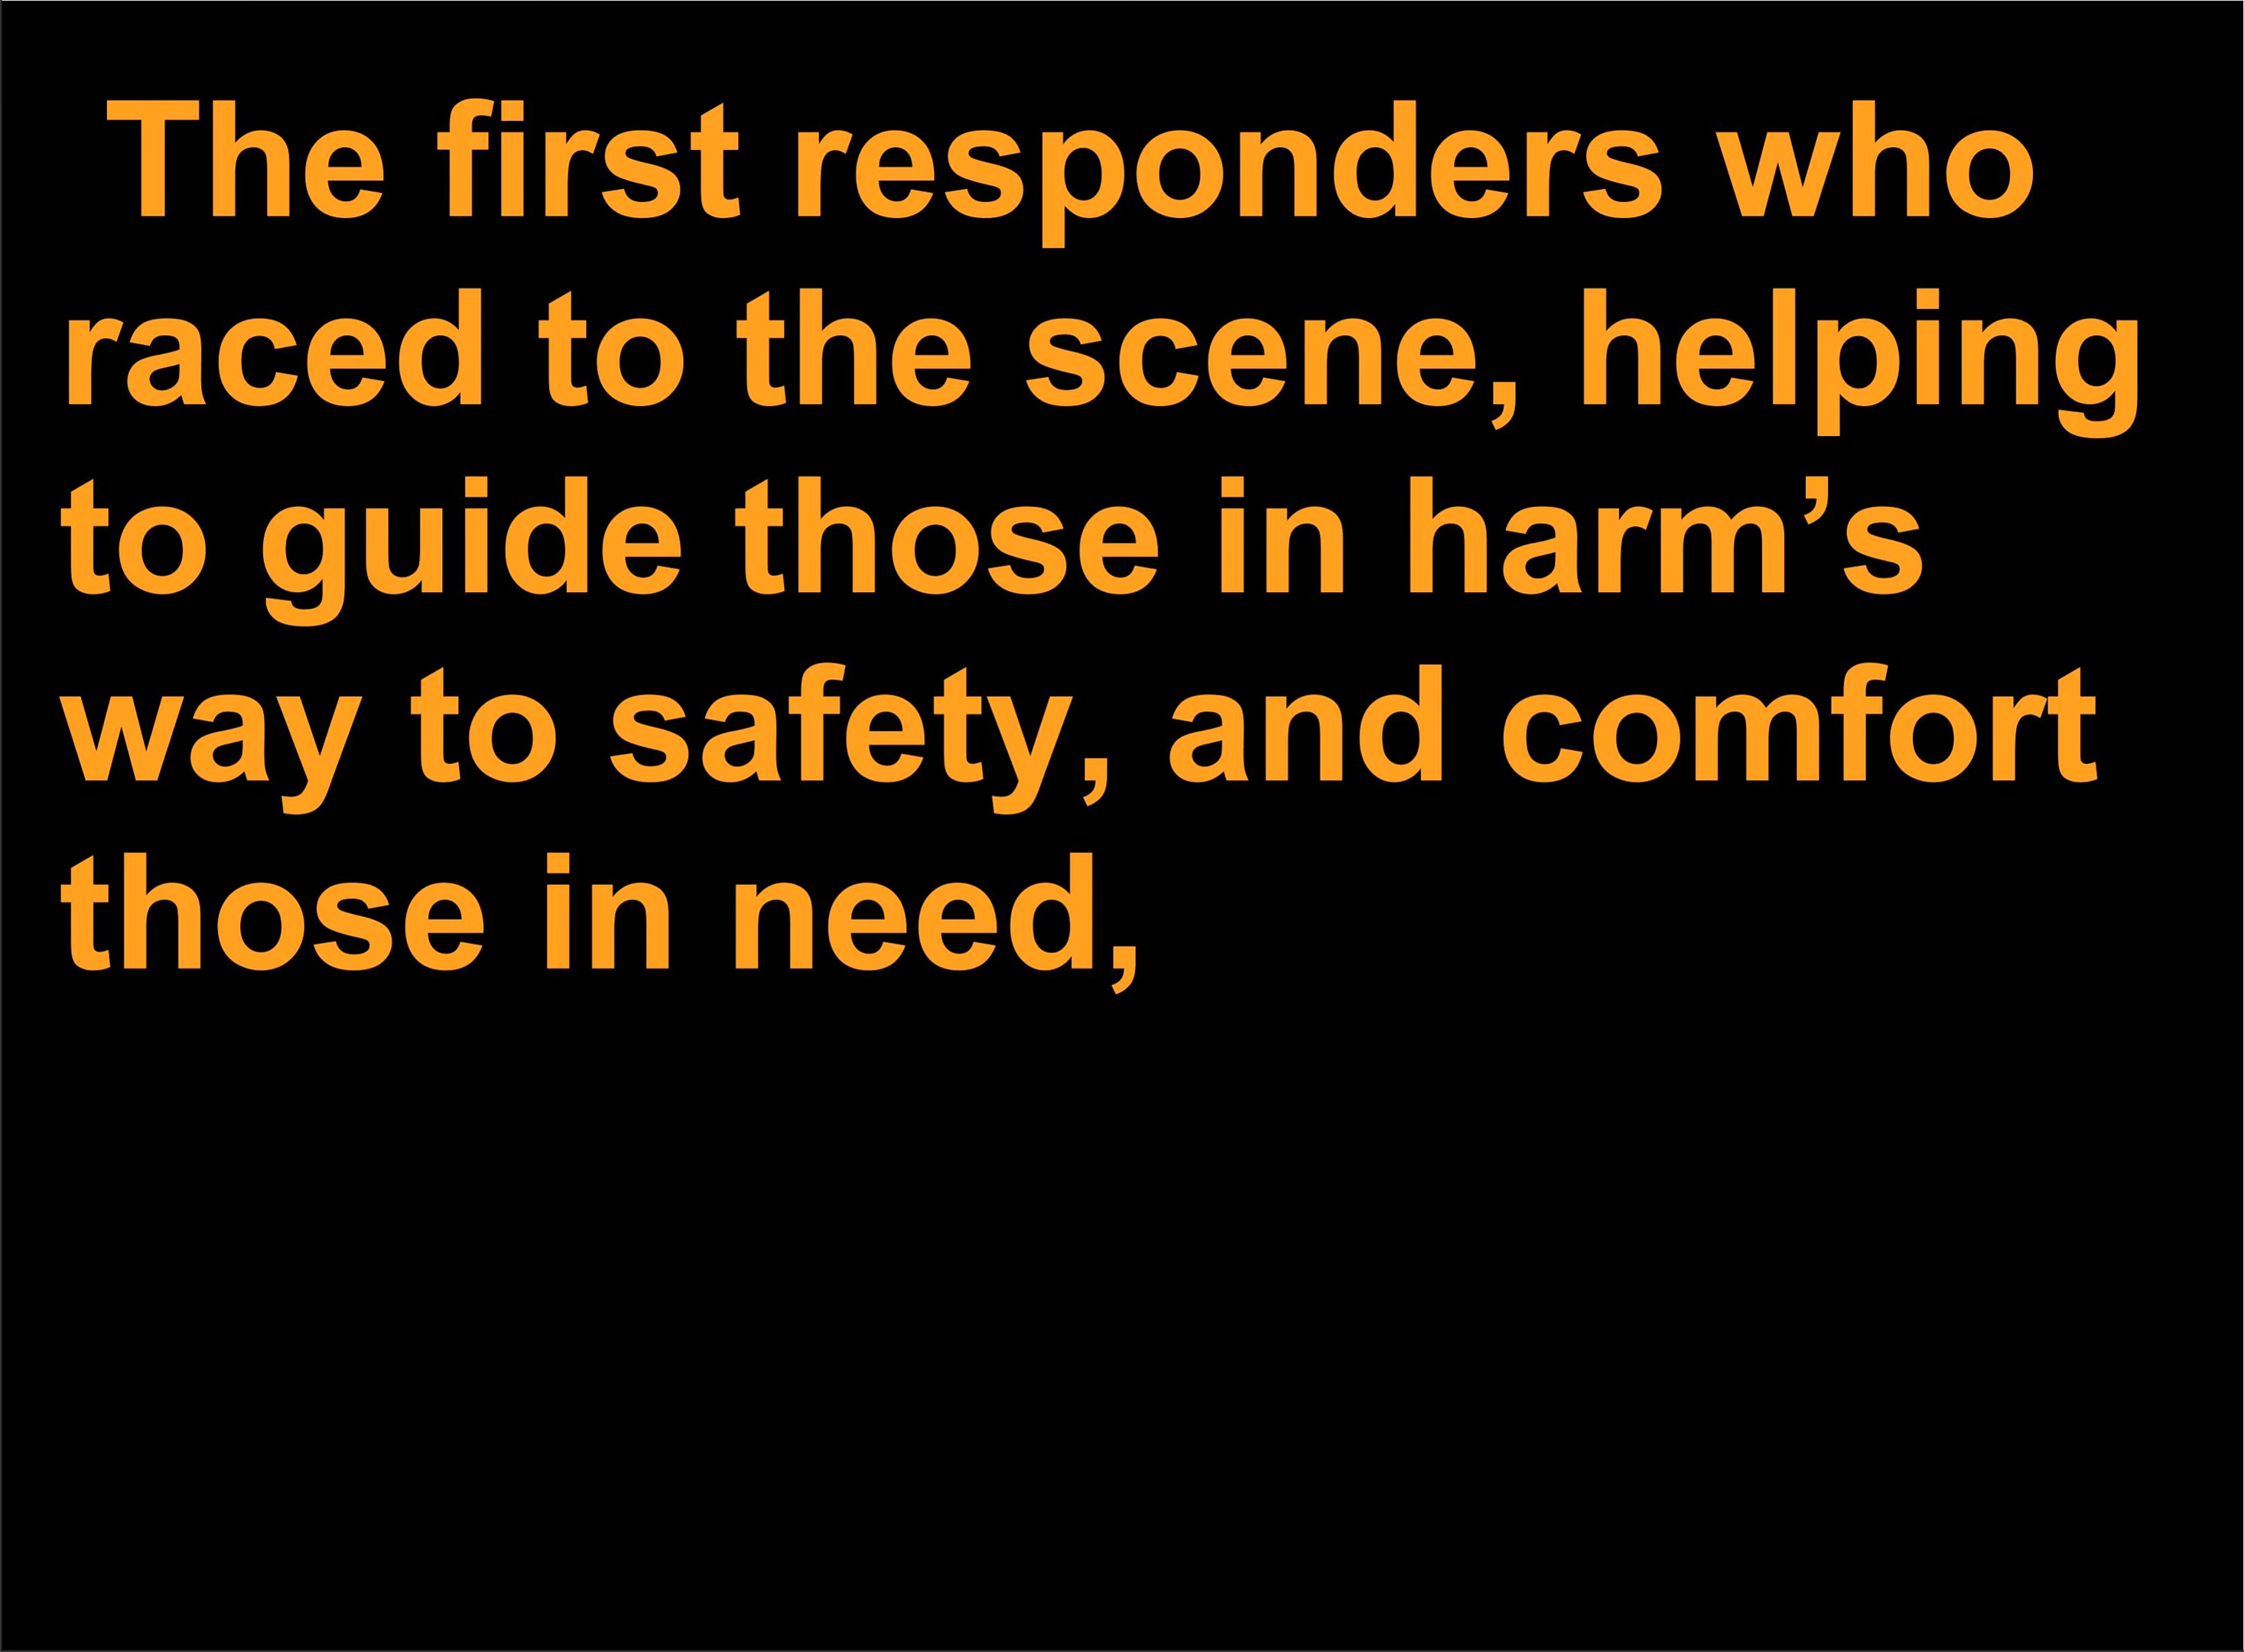 The first responders who
raced to the scene, helping
to guide those in harm’s
way to safety, and comfort
those in need,